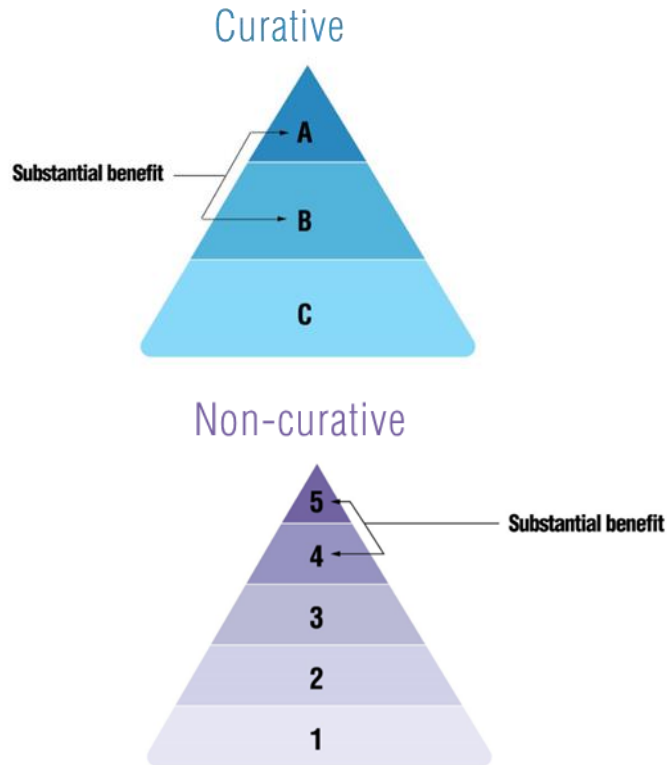 Curative
A
Substantial benefit
B
C
Non-curative
5
Substantial benefit
4
3
2
1